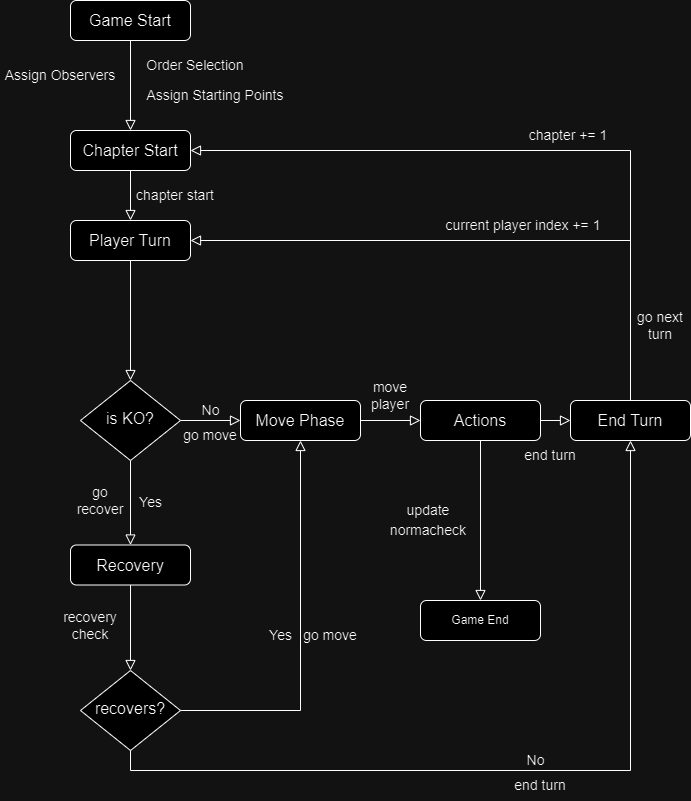 Game Start
Assign Observers
Order Selection
Assign Starting Points
Chapter Start
chapter += 1
chapter start
Player Turn
current player index += 1
go next
turn
is KO?
No
go move
Move Phase
move
player
Actions
end turn
End Turn
go
recover
Yes
update
normacheck
Recovery
recovery
check
Game End
Yes
go move
recovers?
No
end turn